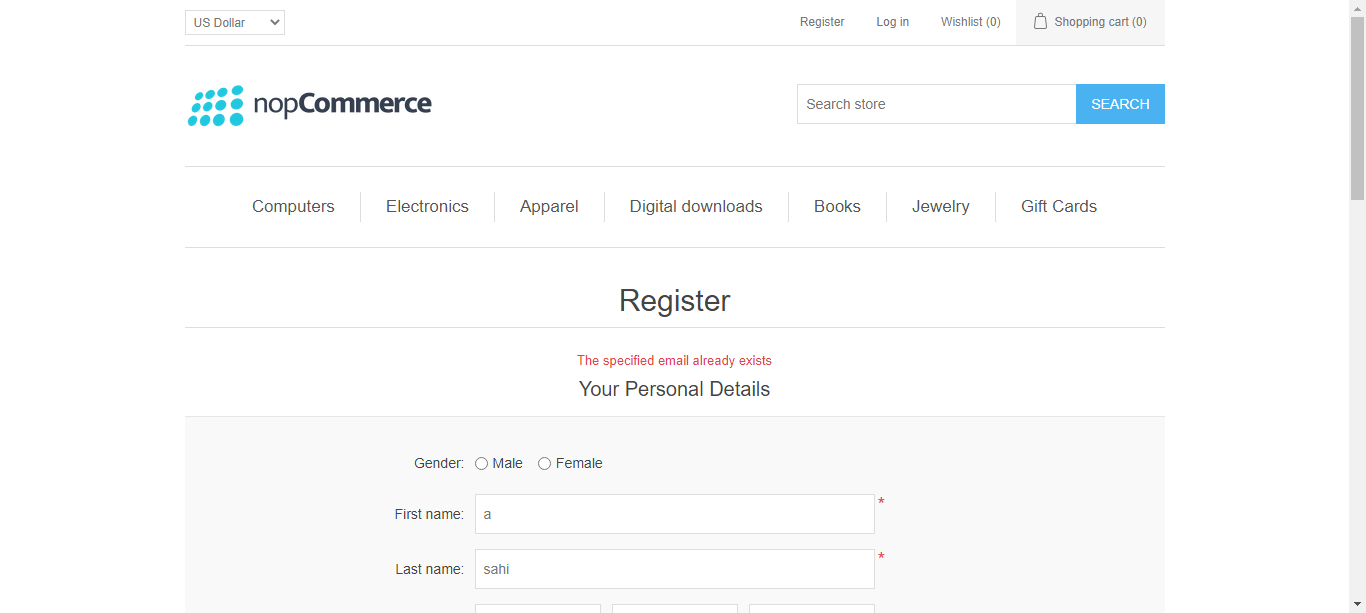 US Dollar Register Log in Wishlist (0) Shopping cart (0)
nopCommerce Search store SEARCH
Computers Electronics Apparel Digital downloads Books Jewelry Gift Cards
Register
The specified email already exists
Your Personal Details
Gender: Male Female
First name: a *
Last name: sahi *